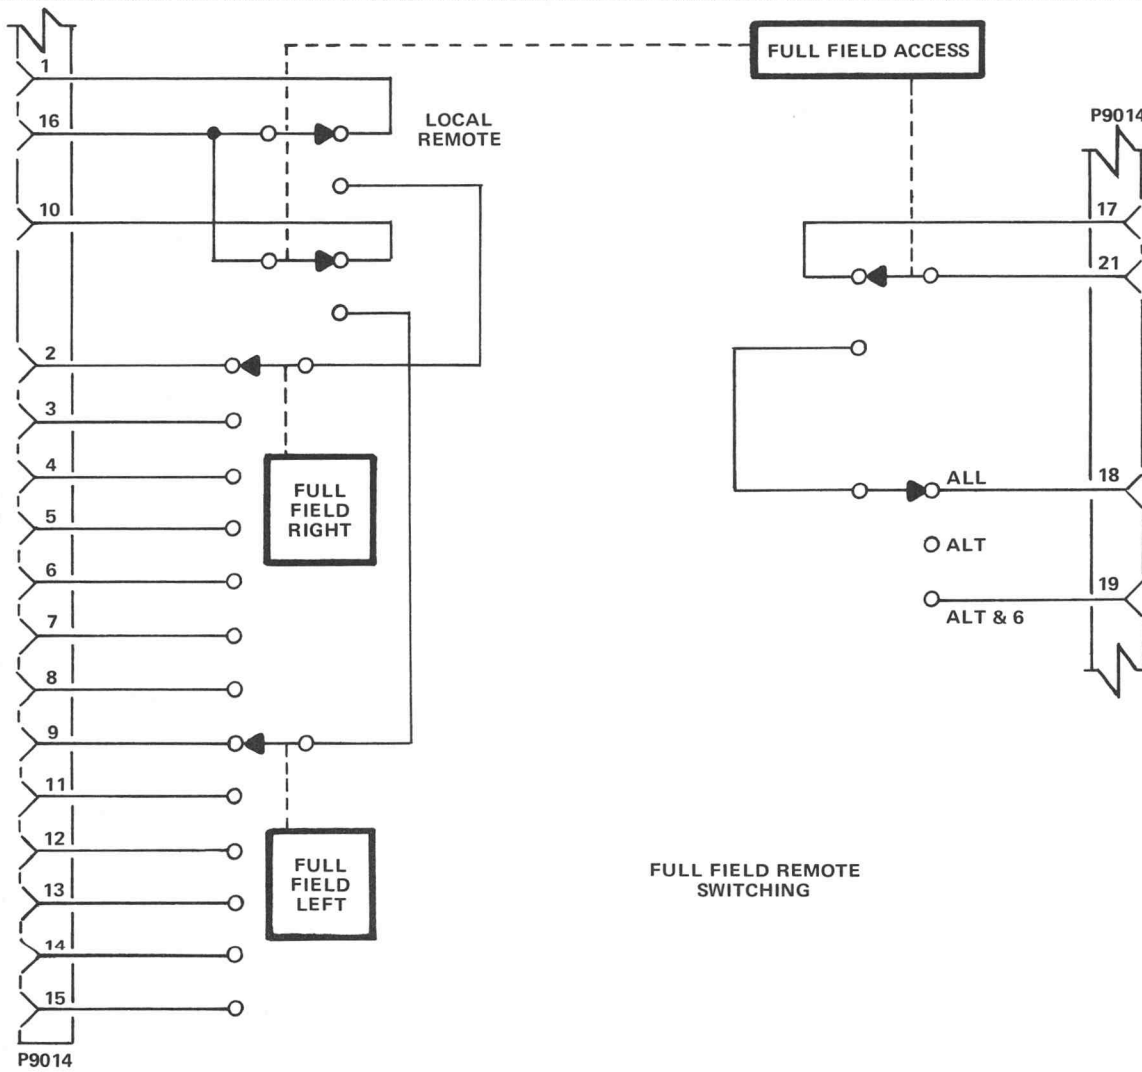 FULL FIELD ACCESS
1
P9014
16
LOCAL
REMOTE
10
17
21
2
3
4
ALL
18
FULL
FIELD
RIGHT
5
ALT
6
19
ALT & 6
7
8
9
11
12
FULL
FIELD
LEFT
FULL FIELD REMOTE
SWITCHING
13
14
15
P9014